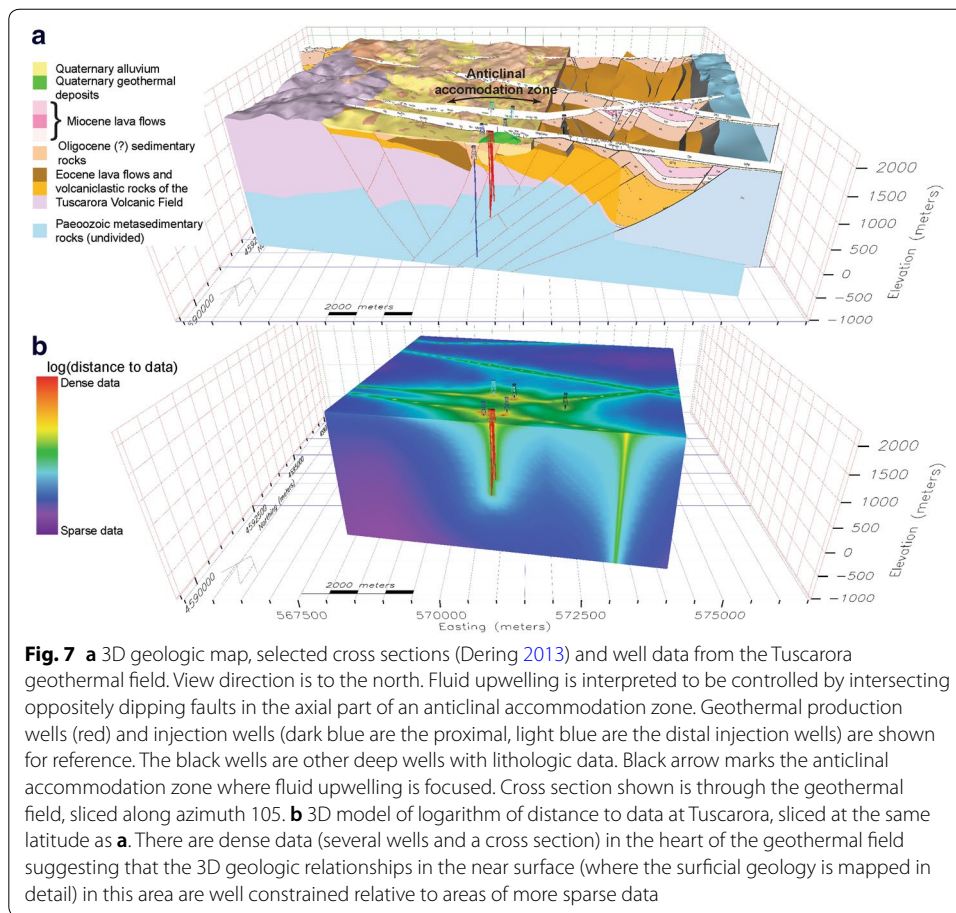 a
Quaternary alluvium
Quaternary geothermal
deposits
Miocene lava flows
Oligocene (?) sedimentary
rocks
Eocene lava flows and
volcaniclastic rocks of the
Tuscarora Volcanic Field
Paeoozoic metasedimentary
rocks (undivided)
Anticlinal
accomodation zone
2000
1500
1000
500
0
-500
-1000
Elevation (meters)
4590000
2000 meters
b
log(distance to data)
Dense data
Sparse data
2000
1500
1000
500
0
-500
-1000
Elevation (meters)
4592500
Northing (meters)
4590000
2000 meters
567500 570000 572500 575000
Easting (meters)
Fig. 7 a 3D geologic map, selected cross sections (Dering 2013) and well data from the Tuscarora
geothermal field. View direction is to the north. Fluid upwelling is interpreted to be controlled by intersecting
oppositely dipping faults in the axial part of an anticlinal accommodation zone. Geothermal production
wells (red) and injection wells (dark blue are the proximal, light blue are the distal injection wells) are shown
for reference. The black wells are other deep wells with lithologic data. Black arrow marks the anticlinal
accommodation zone where fluid upwelling is focused. Cross section shown is through the geothermal
field, sliced along azimuth 105. b 3D model of logarithm of distance to data at Tuscarora, sliced at the same
latitude as a. There are dense data (several wells and a cross section) in the heart of the geothermal field
suggesting that the 3D geologic relationships in the near surface (where the surficial geology is mapped in
detail) in this area are well constrained relative to areas of more sparse data